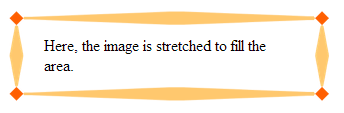 Here, the image is stretched to fill the
area.